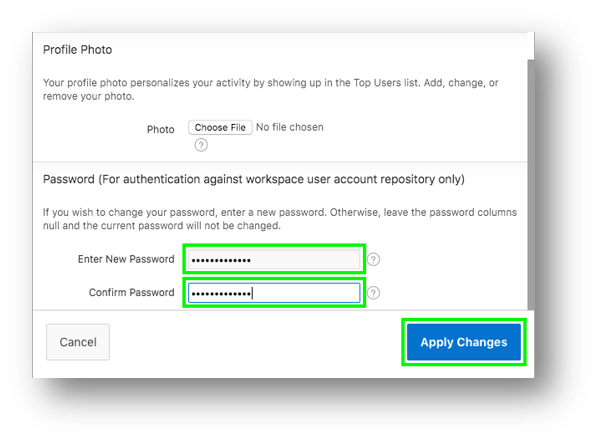 Profile Photo
Your profile photo personalizes your activity by showing up in the Top Users list. Add, change, or
remove your photo.
Photo Choose File No file chosen
?
Password (For authentication against workspace user account repository only)
If you wish to change your password, enter a new password. Otherwise, leave the password columns
null and the current password will not be changed.
Enter New Password ••••••••••••• ?
Confirm Password ••••••••••••• ?
Cancel Apply Changes